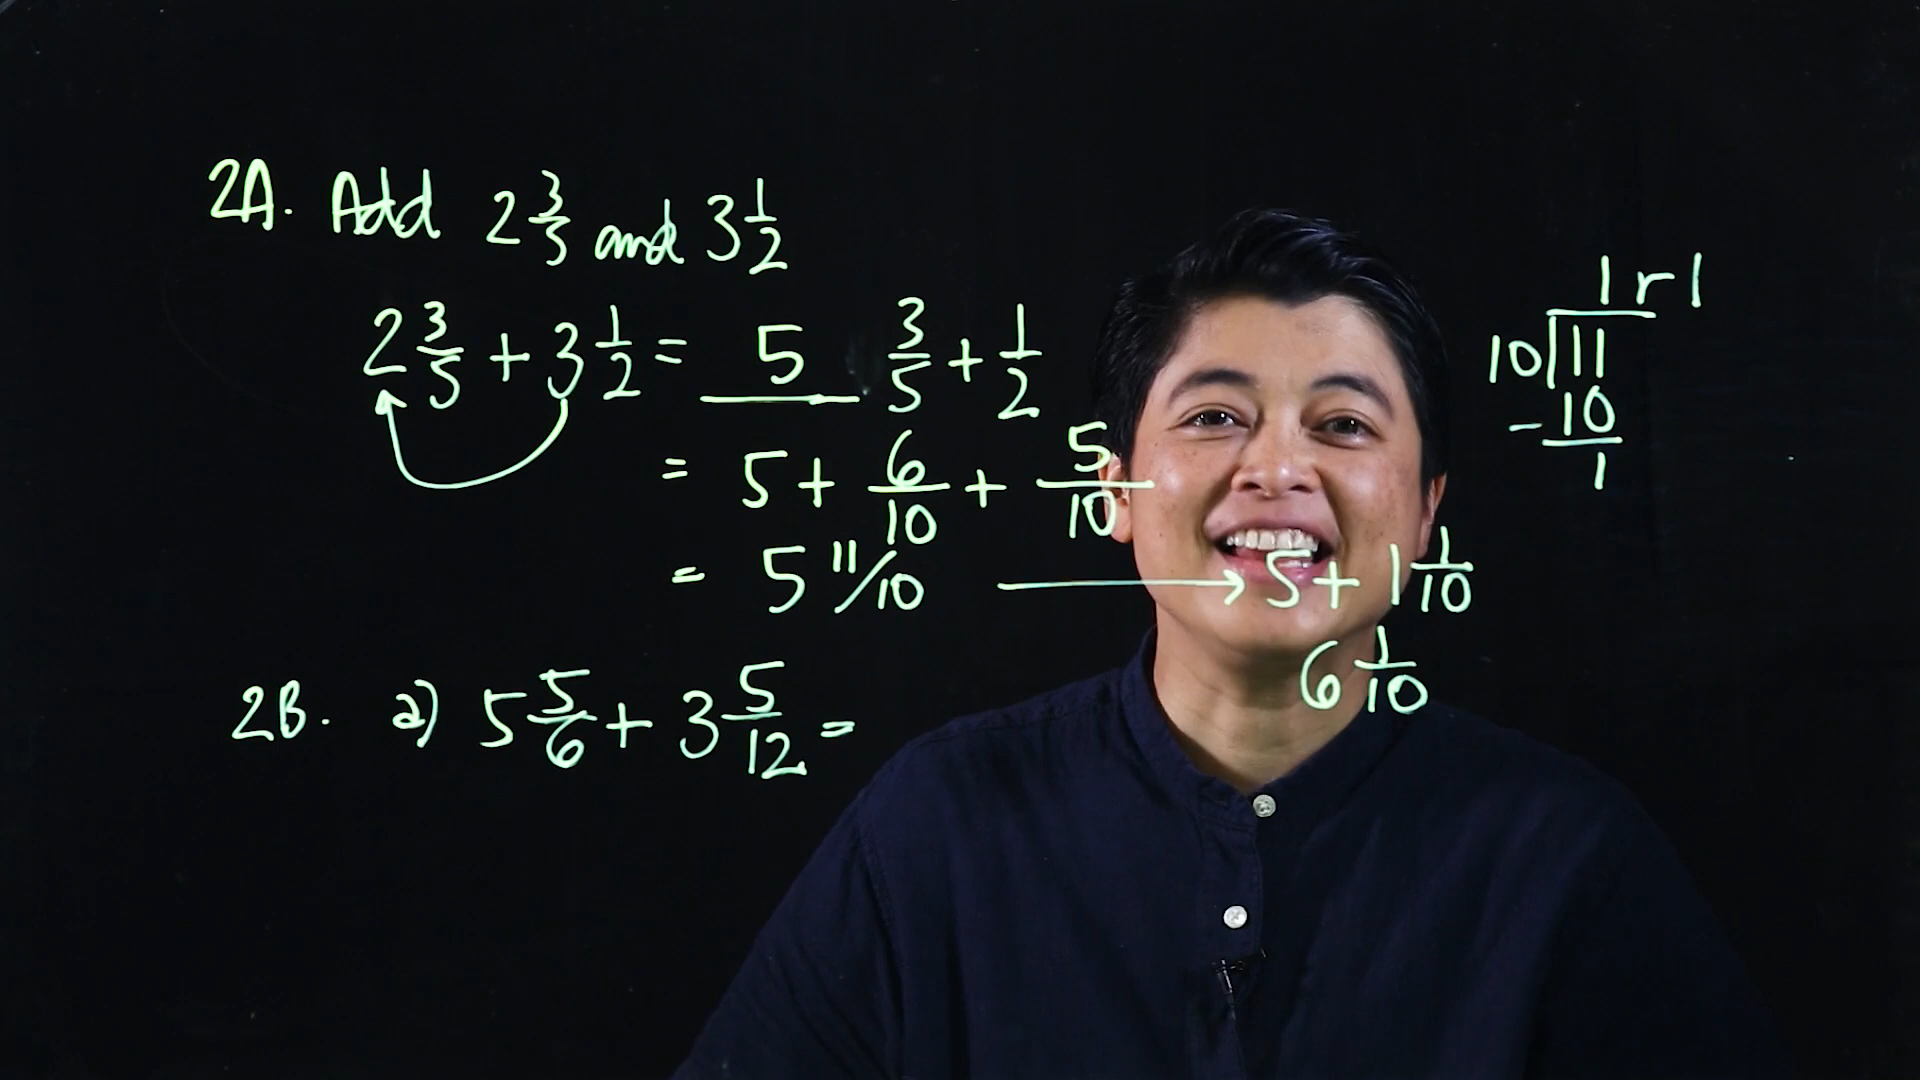 2A. Add 2 3/5 and 3 1/2
2 3/5 + 3 1/2 = 5 3/5 + 1/2
= 5 + 6/10 + 5/10
= 5 11/10 → 5 + 1 1/10
6 1/10
2B. a) 5 5/6 + 3 5/12 =
1 r 1
10 11
- 10
1